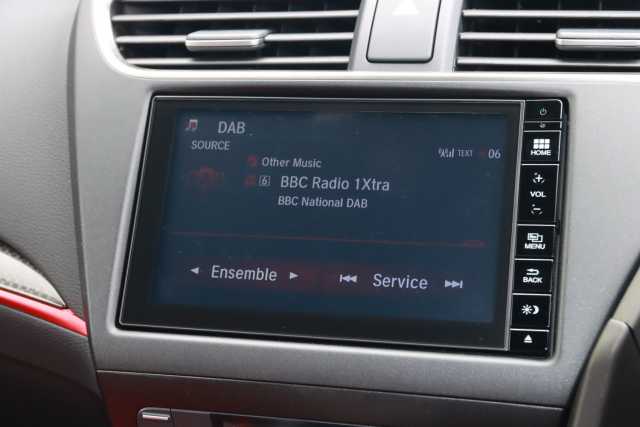 DAB
SOURCE
TEXT 06
Other Music
6 BBC Radio 1Xtra
BBC National DAB
Ensemble
Service
HOME
VOL
MENU
BACK